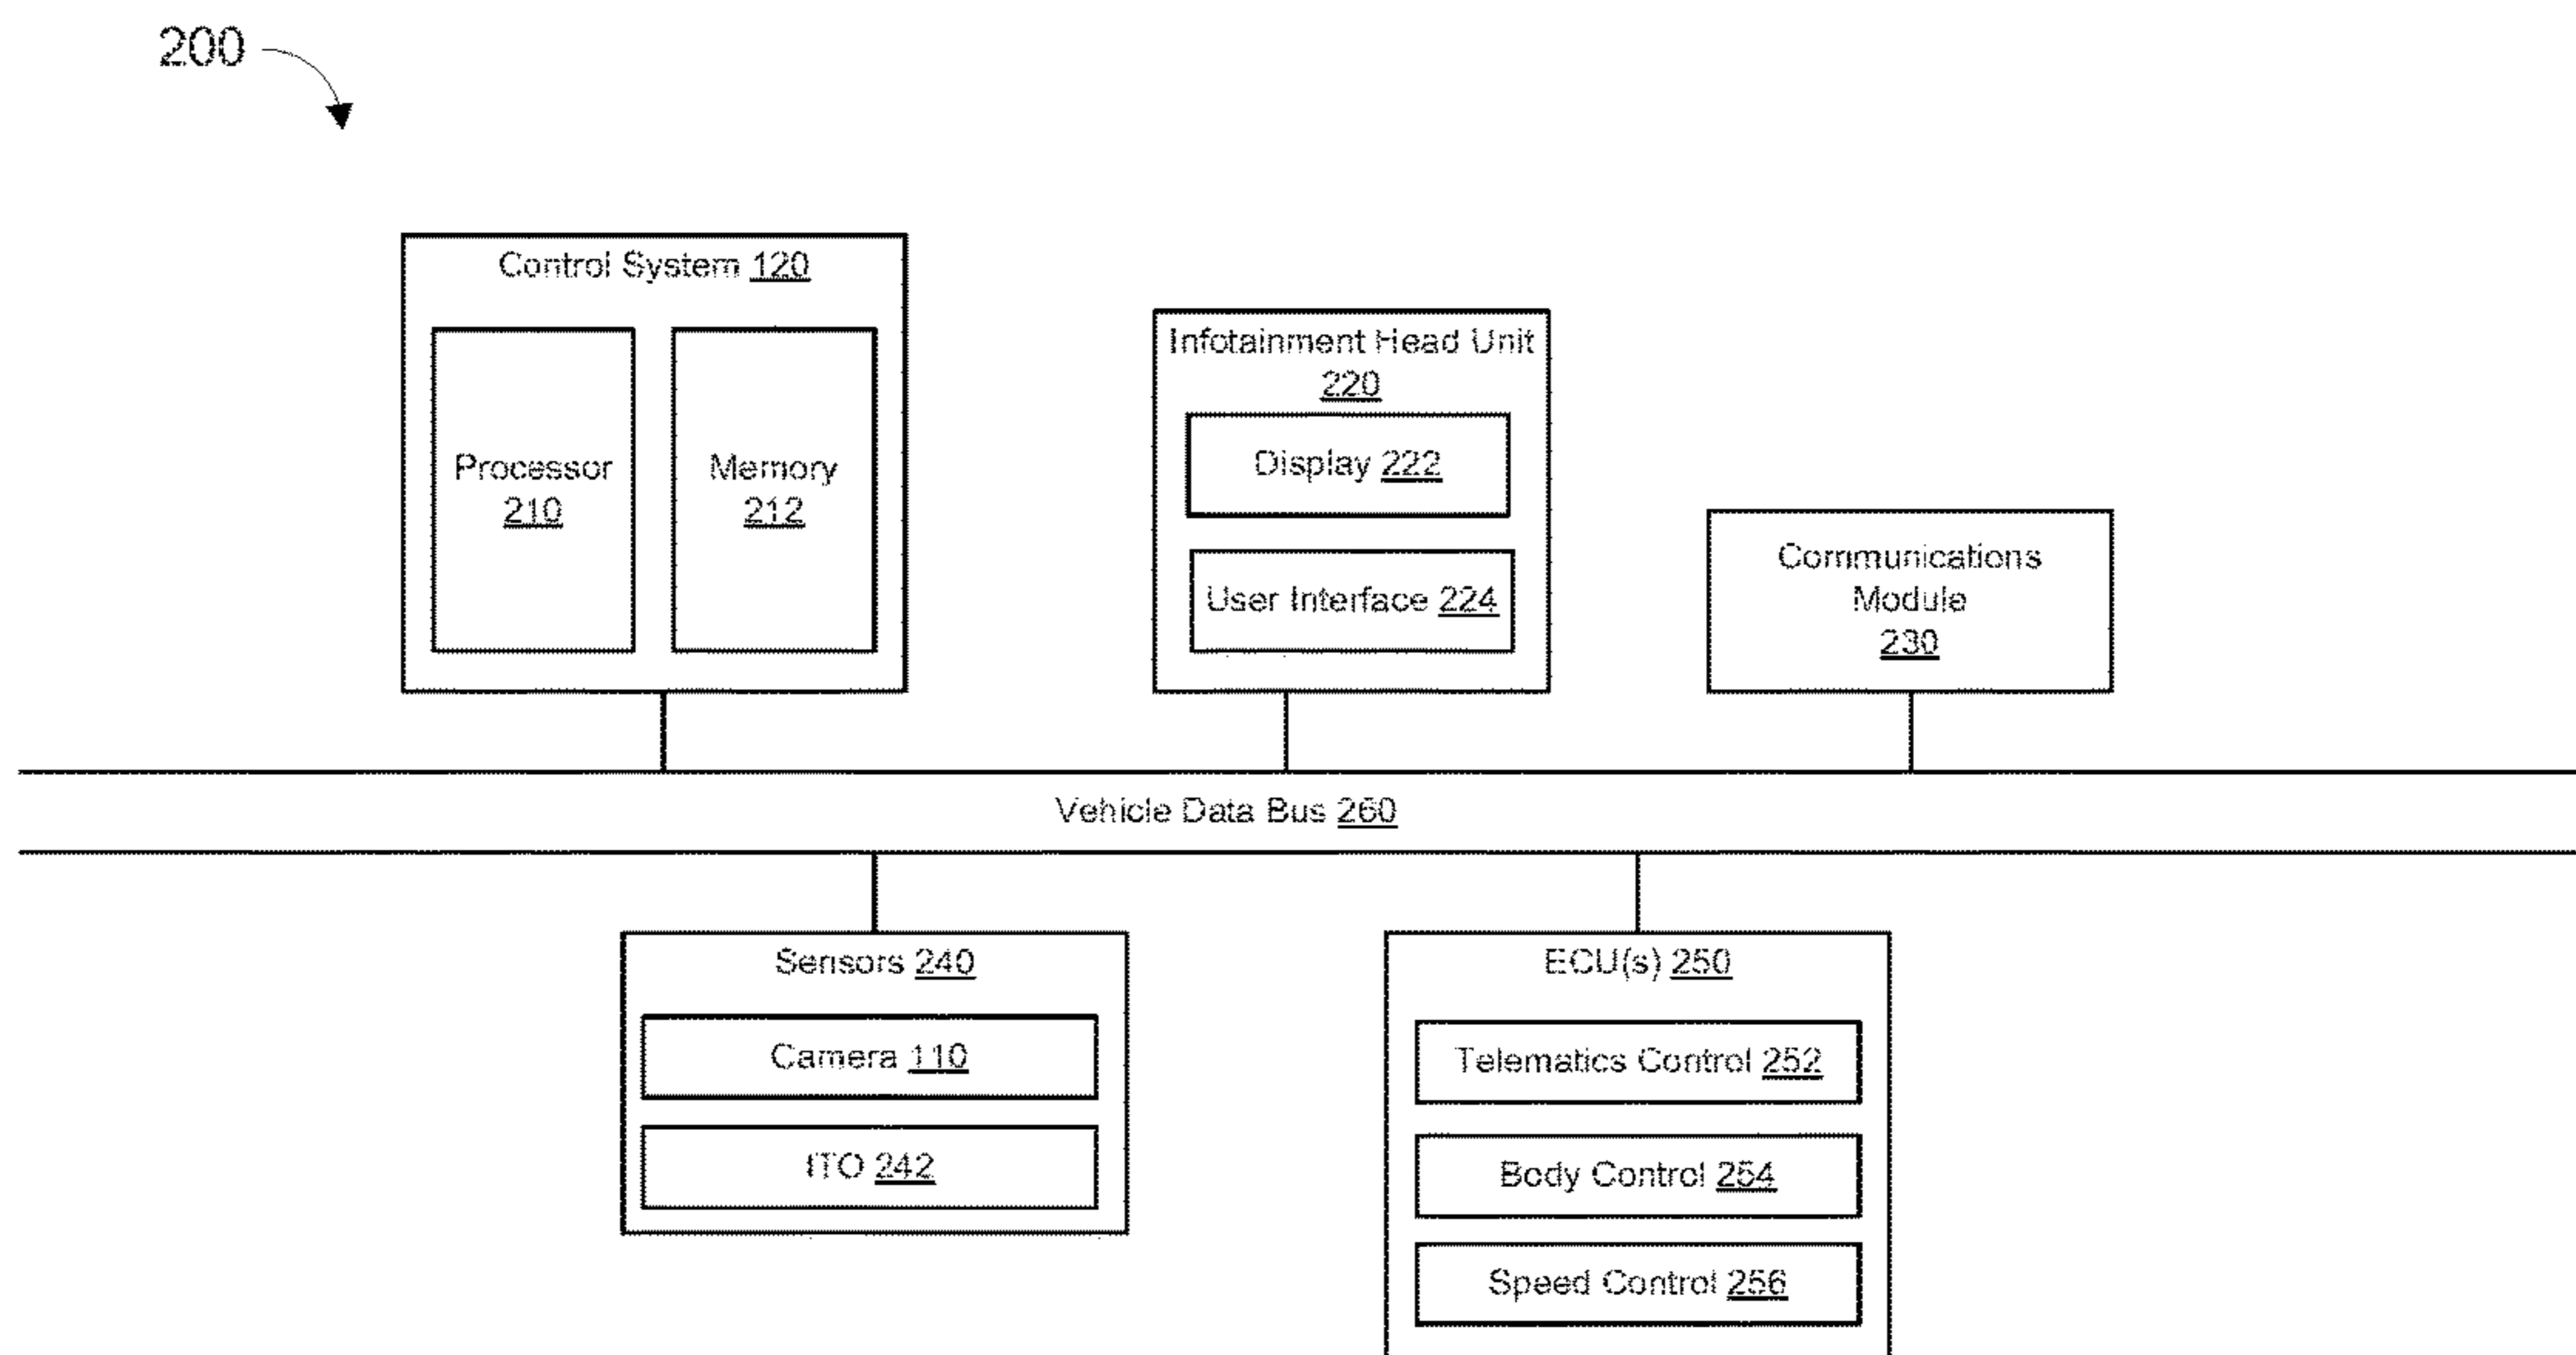 200
Control System 120
Processor
210
Memory
212
Infotainment Head Unit
220
Display 222
User Interface 224
Communications
Module
230
Vehicle Data Bus 260
Sensors 240
Camera 110
ITO 242
ECU(s) 250
Telematics Control 252
Body Control 254
Speed Control 256